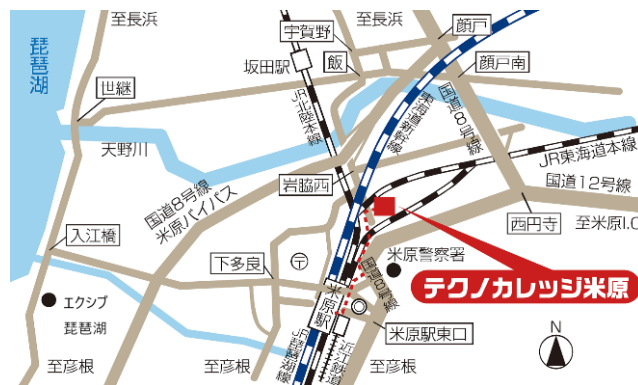 至長浜
至長浜
琵琶湖
宇賀野
顔戸
坂田駅
飯
顔戸南
世継
JR北陸本線
東海道新幹線
国道8号線
天野川
JR東海道本線
岩脇西
国道12号線
国道8号線
米原バイパス
西円寺
至米原I.C
入江橋
下多良
〒
米原警察署
テクノカレッジ米原
エクシブ
琵琶湖
米原駅
国道8号線
米原駅東口
N
JR琵琶湖線
近江鉄道
至彦根
至彦根
至彦根